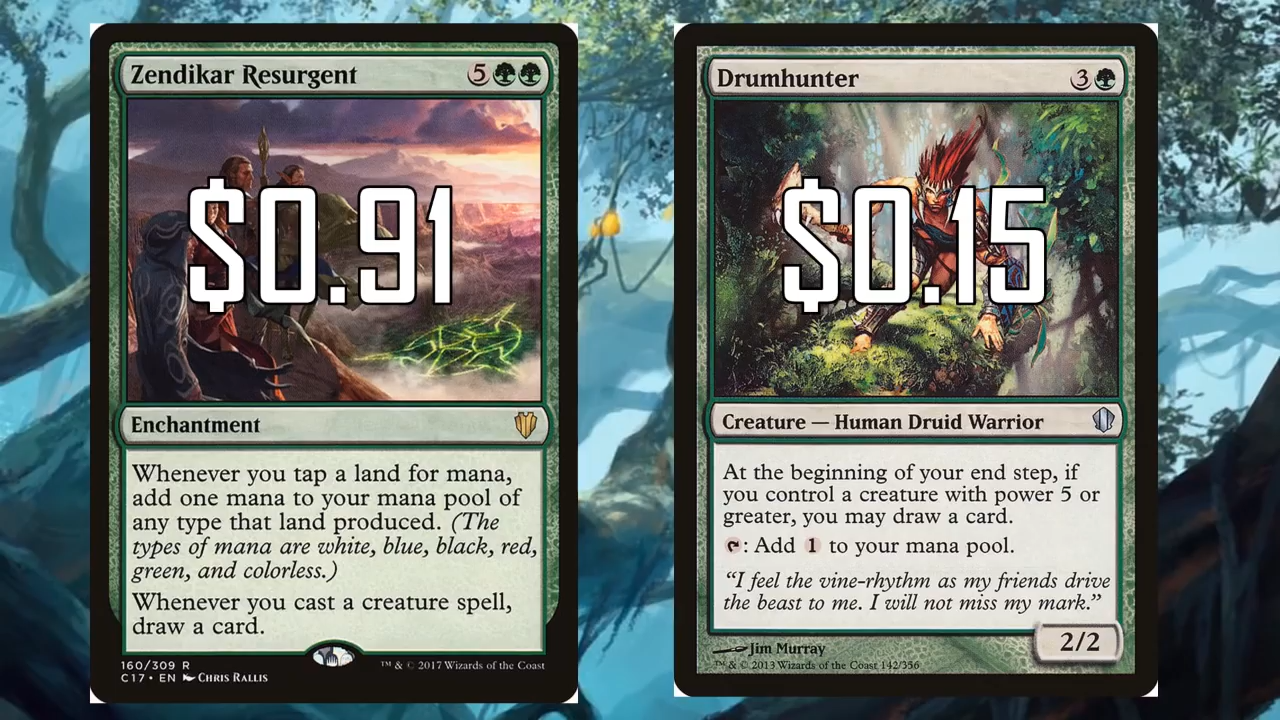 Zendikar Resurgent 5
$0.91
Enchantment
Whenever you tap a land for mana,
add one mana to your mana pool of
any type that land produced. (The
types of mana are white, blue, black, red,
green, and colorless.)
Whenever you cast a creature spell,
draw a card.
160/309 R
C17 • EN Chris Rallis
™ & © 2017 Wizards of the Coast
Drumhunter 3
$0.15
Creature — Human Druid Warrior
At the beginning of your end step, if
you control a creature with power 5 or
greater, you may draw a card.
: Add 1 to your mana pool.
“I feel the vine-rhythm as my friends drive
the beast to me. I will not miss my mark.”
2/2
Jim Murray
™ & © 2013 Wizards of the Coast 142/356